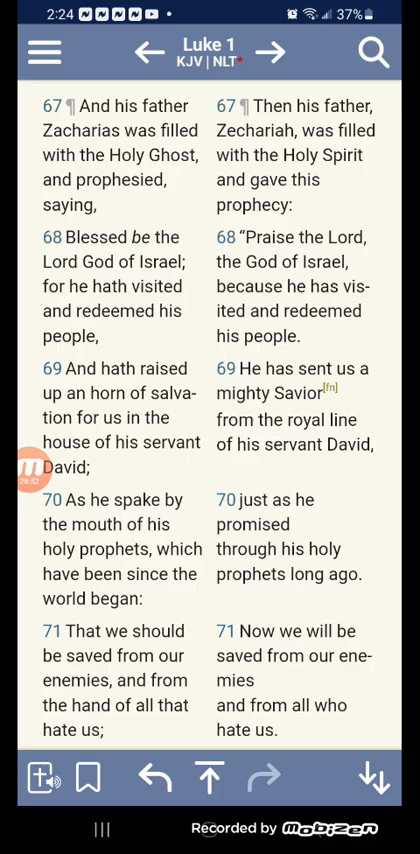 2:24
37%
Luke 1
KJV | NLT*
67 ¶ And his father
Zacharias was filled
with the Holy Ghost,
and prophesied,
saying,
68 Blessed be the
Lord God of Israel;
for he hath visited
and redeemed his
people,
69 And hath raised
up an horn of salva-
tion for us in the
house of his servant
David;
70 As he spake by
the mouth of his
holy prophets, which
have been since the
world began:
71 That we should
be saved from our
enemies, and from
the hand of all that
hate us;
67 ¶ Then his father,
Zechariah, was filled
with the Holy Spirit
and gave this
prophecy:
68 “Praise the Lord,
the God of Israel,
because he has vis-
ited and redeemed
his people.
69 He has sent us a
mighty Savior[fn]
from the royal line
of his servant David,
70 just as he
promised
through his holy
prophets long ago.
71 Now we will be
saved from our ene-
mies
and from all who
hate us.
Recorded by mobizen